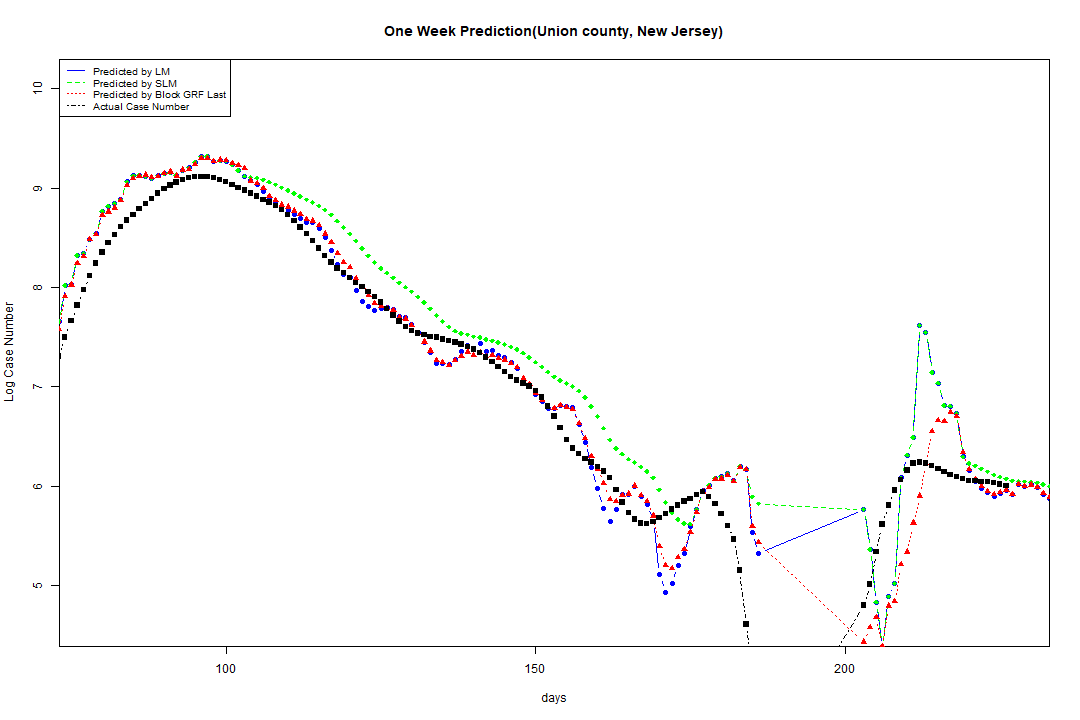 One Week Prediction(Union county, New Jersey)
Predicted by LM
Predicted by SLM
Predicted by Block GRF Last
Actual Case Number
10
9
8
7
6
5
Log Case Number
100
150
200
days